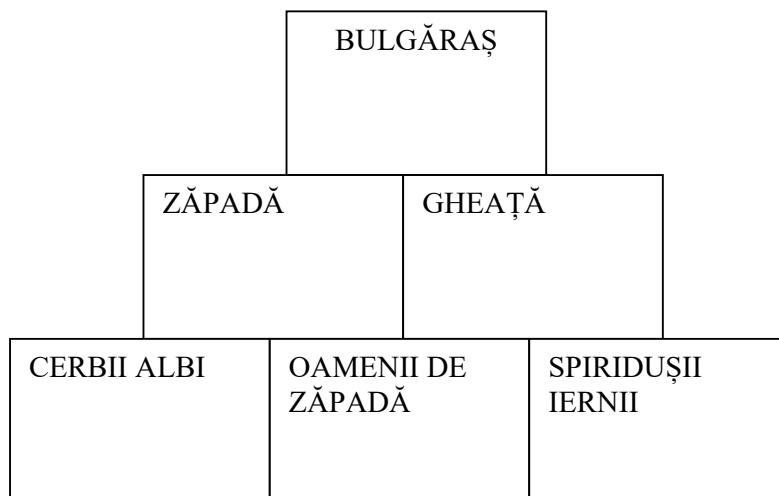 BULGĂRAȘ
ZĂPADĂ
GHEAȚĂ
CERBII ALBI
OAMENII DE
ZĂPADĂ
SPIRIDUȘII
IERNII